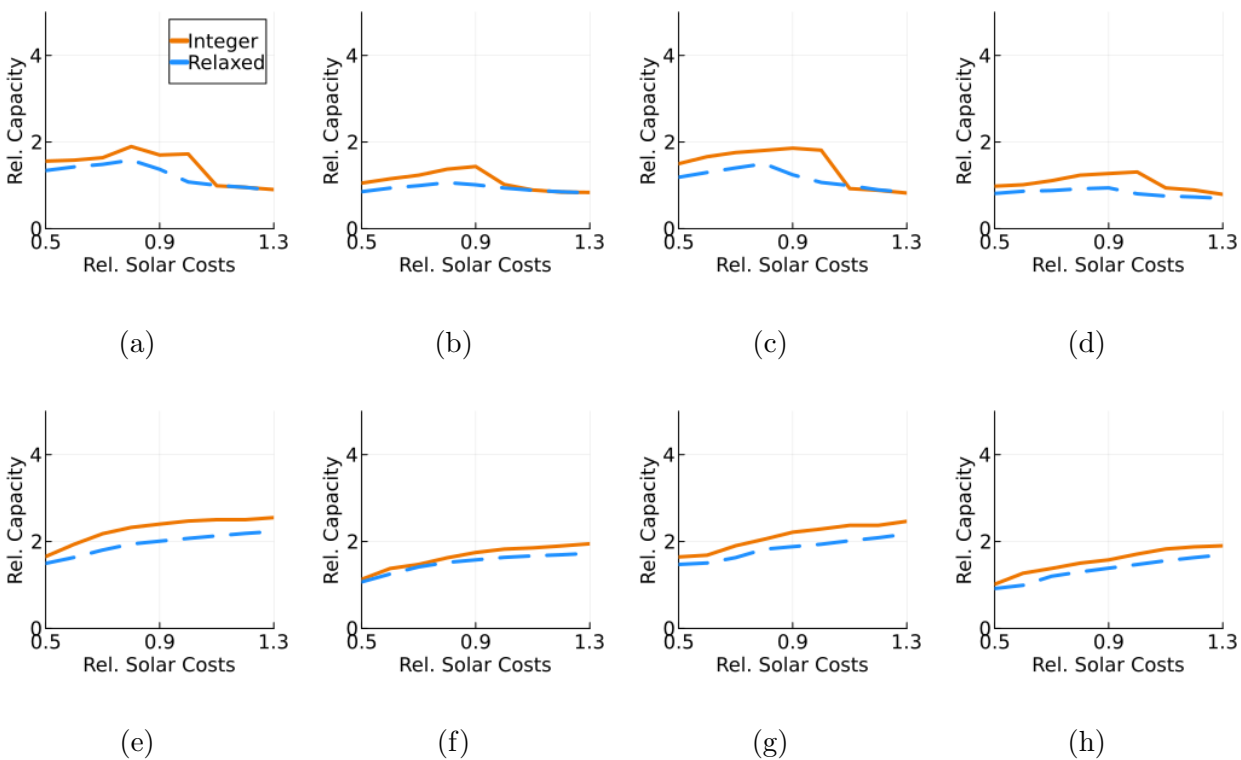 Integer
Relaxed
Rel. Capacity
4
2
0
0.5 0.9 1.3
Rel. Solar Costs
(a)
Rel. Capacity
4
2
0
0.5 0.9 1.3
Rel. Solar Costs
(b)
Rel. Capacity
4
2
0
0.5 0.9 1.3
Rel. Solar Costs
(c)
Rel. Capacity
4
2
0
0.5 0.9 1.3
Rel. Solar Costs
(d)
Rel. Capacity
4
2
0
0.5 0.9 1.3
Rel. Solar Costs
(e)
Rel. Capacity
4
2
0
0.5 0.9 1.3
Rel. Solar Costs
(f)
Rel. Capacity
4
2
0
0.5 0.9 1.3
Rel. Solar Costs
(g)
Rel. Capacity
4
2
0
0.5 0.9 1.3
Rel. Solar Costs
(h)